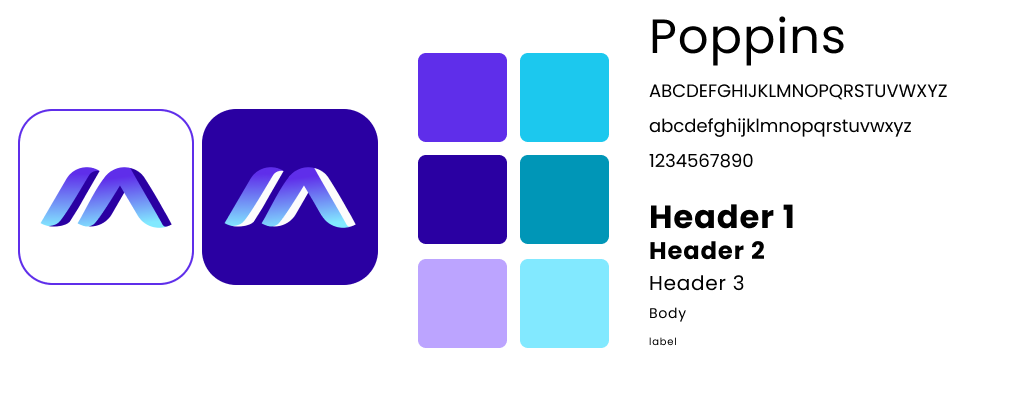 Poppins
ABCDEFGHIJKLMNOPQRSTUVWXYZ
abcdefghijklmnopqrstuvwxyz
1234567890
Header 1
Header 2
Header 3
Body
label